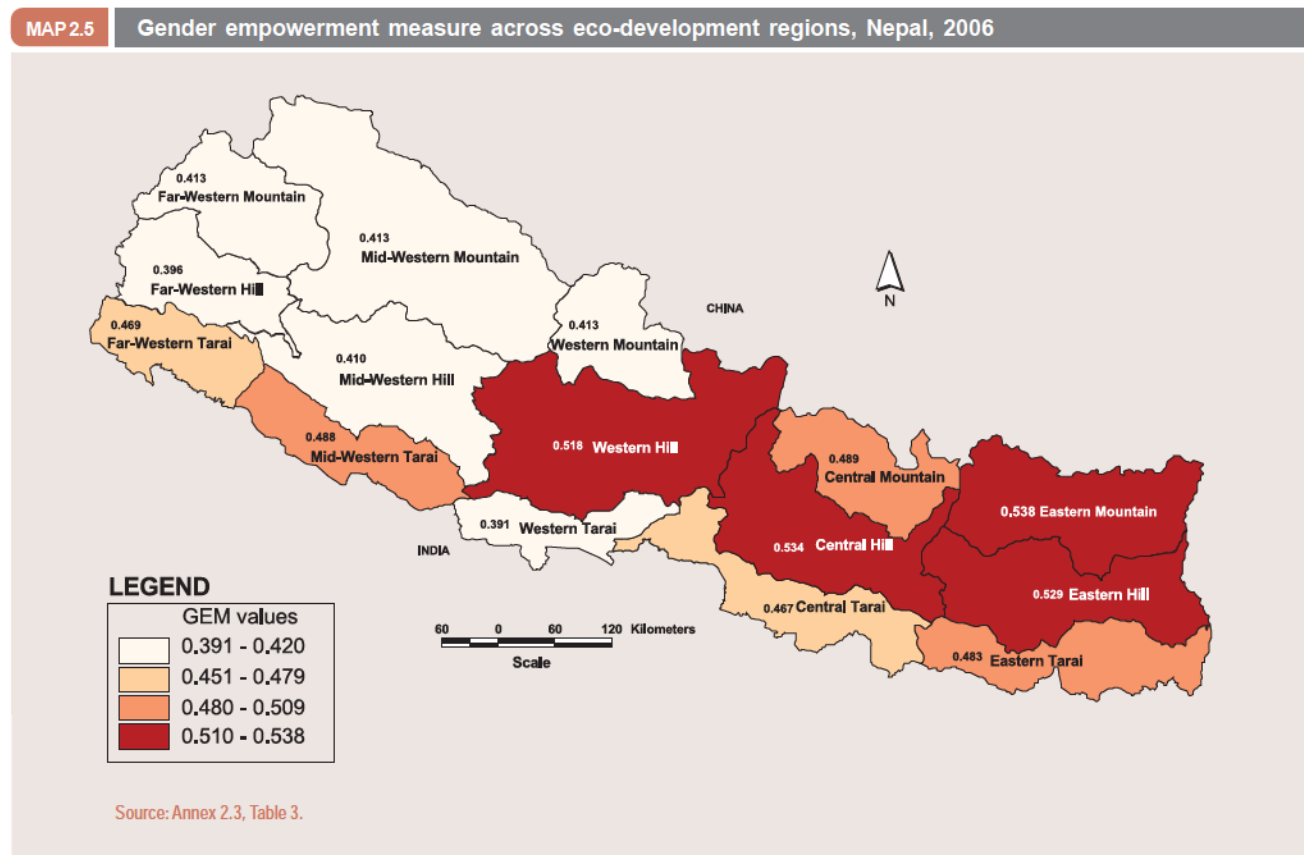 MAP 2.5 Gender empowerment measure across eco-development regions, Nepal, 2006
0.413
Far-Western Mountain
0.413
Mid-Western Mountain
0.396
Far-Western Hill
0.469
Far-Western Tarai
0.410
Mid-Western Hill
0.413
Western Mountain
CHINA
N
0.488
Mid-Western Tarai
0.518 Western Hill
0.489
Central Mountain
0.538 Eastern Mountain
0.391 Western Tarai
INDIA
0.534 Central Hill
0.529 Eastern Hill
0.467 Central Tarai
0.483 Eastern Tarai
LEGEND
GEM values
0.391 - 0.420
0.451 - 0.479
0.480 - 0.509
0.510 - 0.538
60 0 60 120 Kilometers
Scale
Source: Annex 2.3, Table 3.